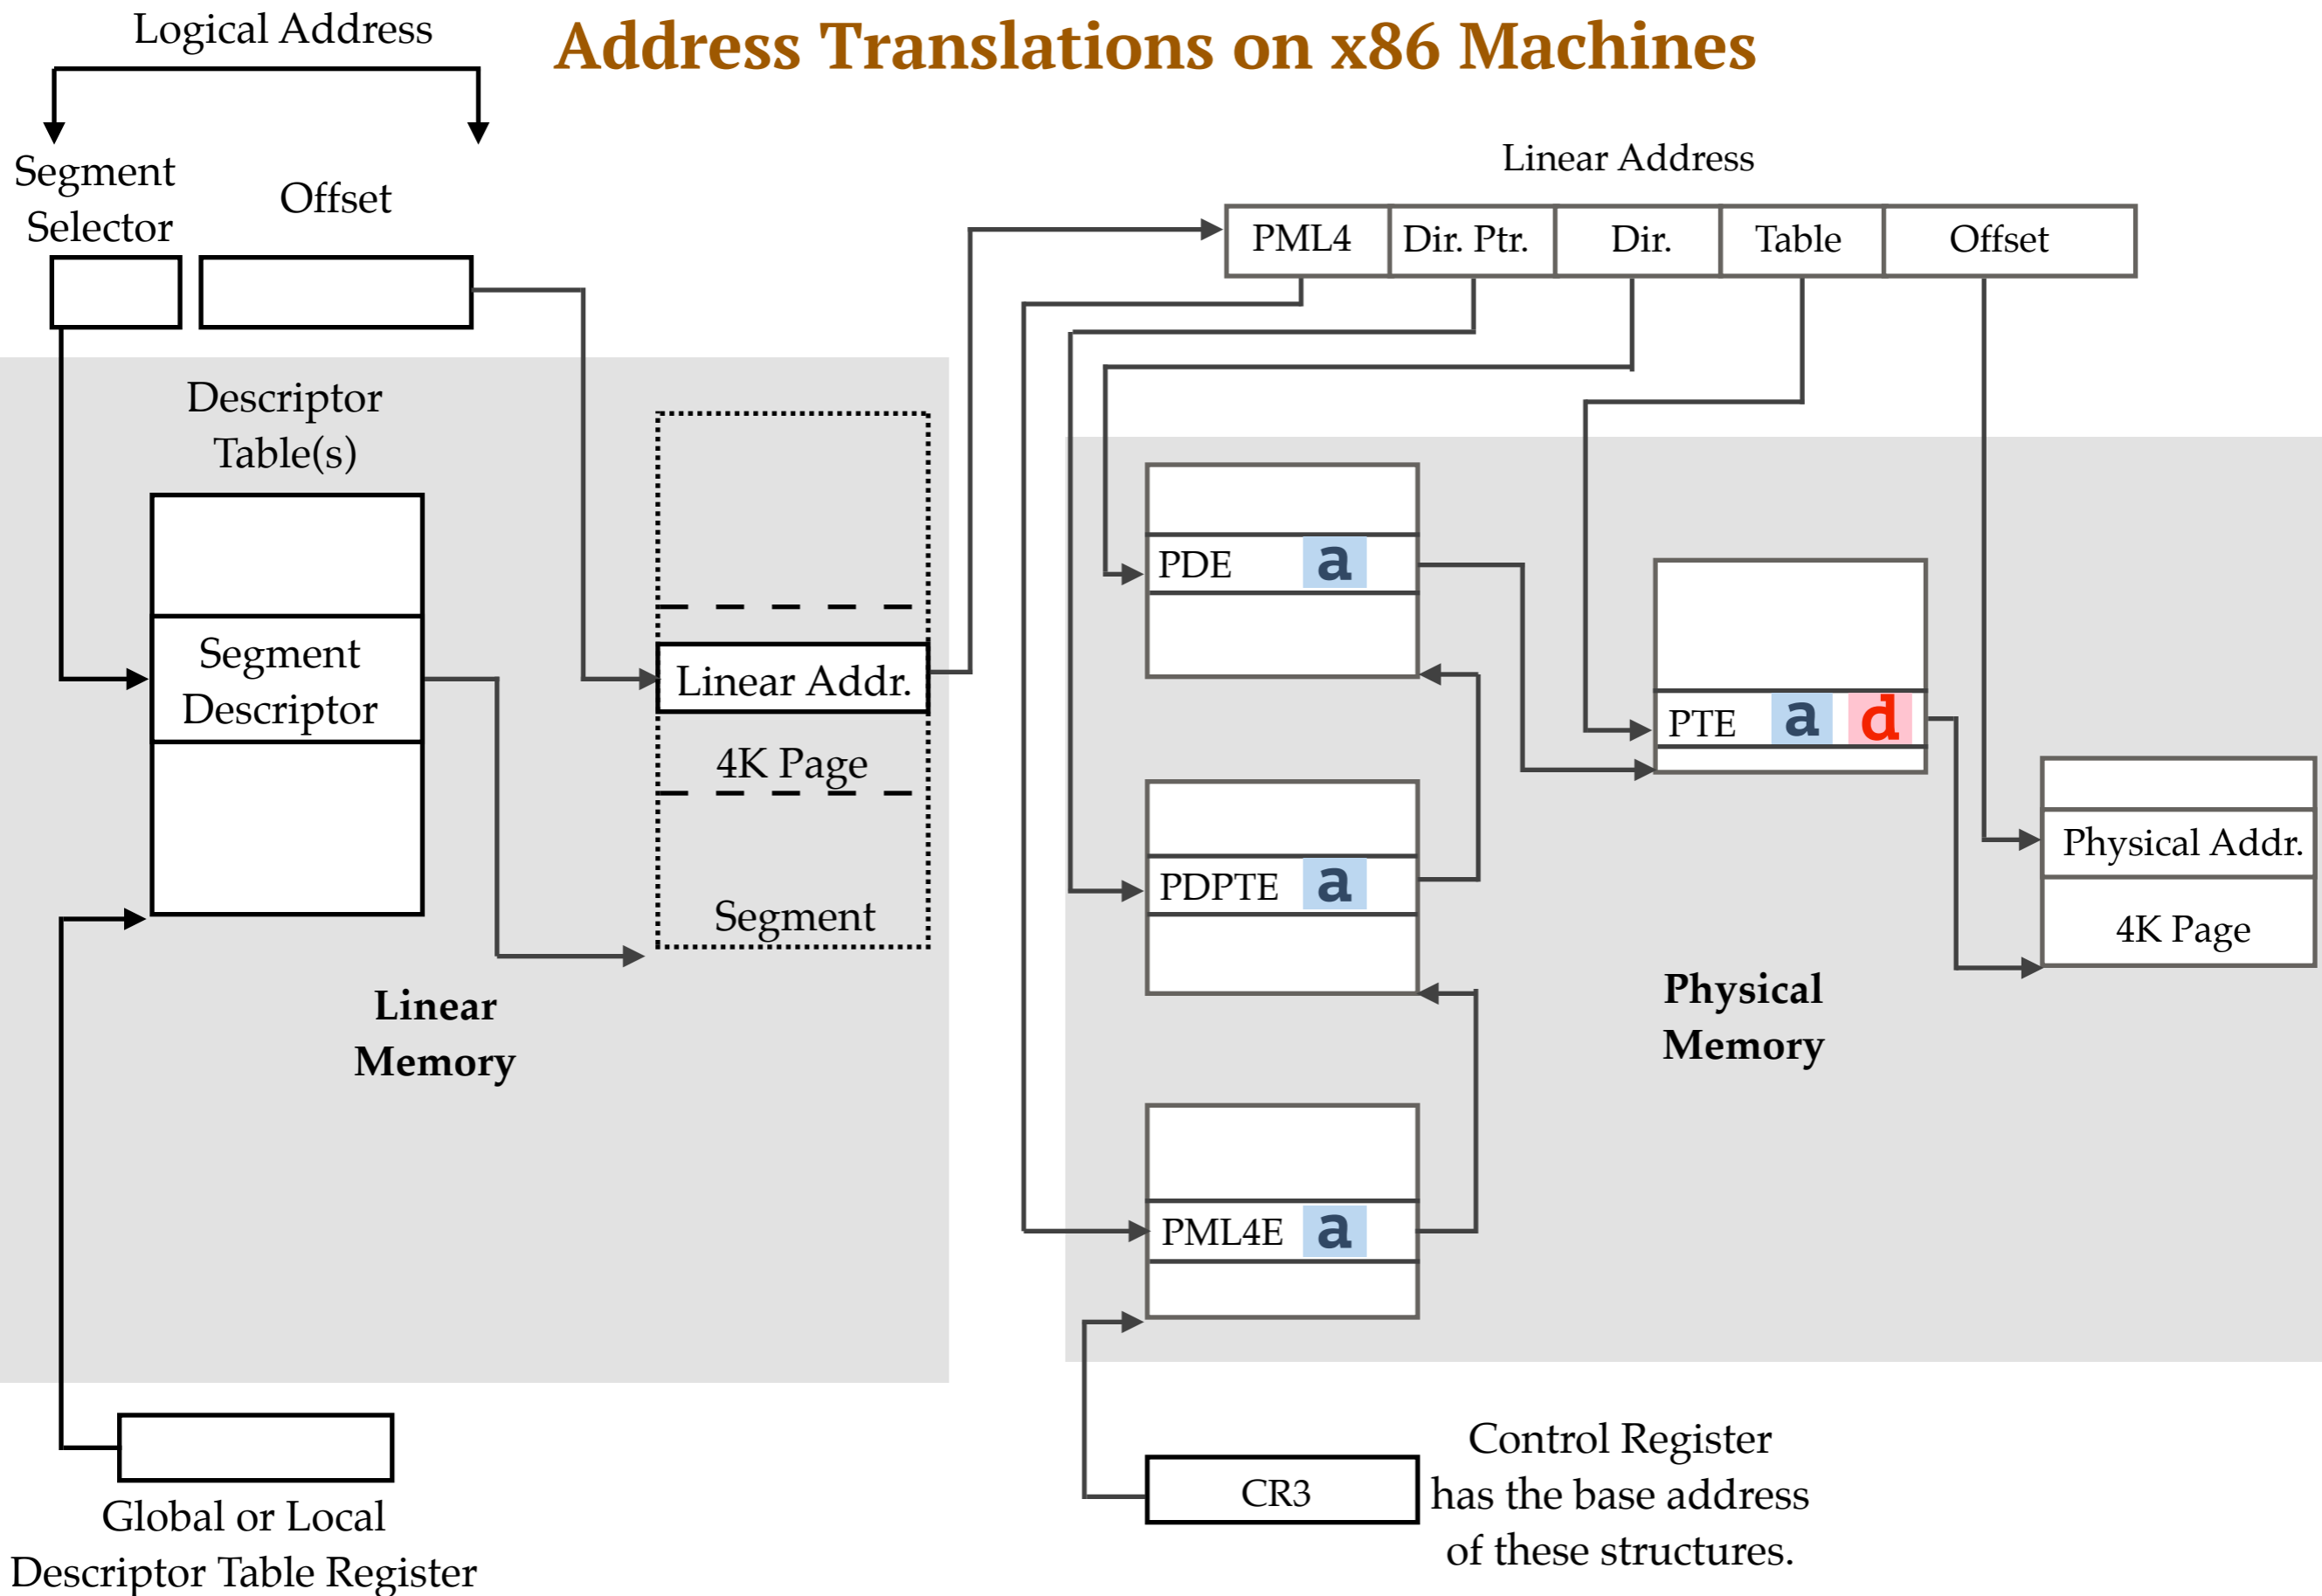 Address Translations on x86 Machines
Logical Address
Segment
Selector
Offset
Descriptor
Table(s)
Segment
Descriptor
Linear Addr.
4K Page
Segment
Linear
Memory
Global or Local
Descriptor Table Register
Linear Address
PML4 Dir. Ptr. Dir. Table Offset
PDE a
PTE a d
PDPTE a
Physical Addr.
4K Page
Physical
Memory
PML4E a
CR3
Control Register
has the base address
of these structures.